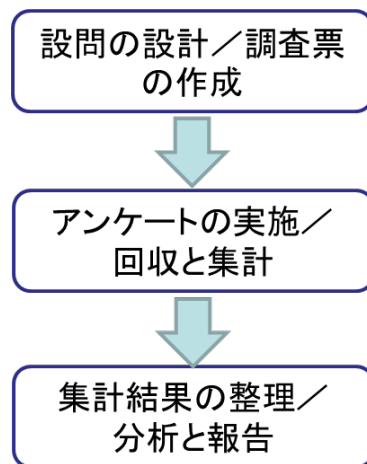 設問の設計／調査票
の作成
アンケートの実施／
回収と集計
集計結果の整理／
分析と報告